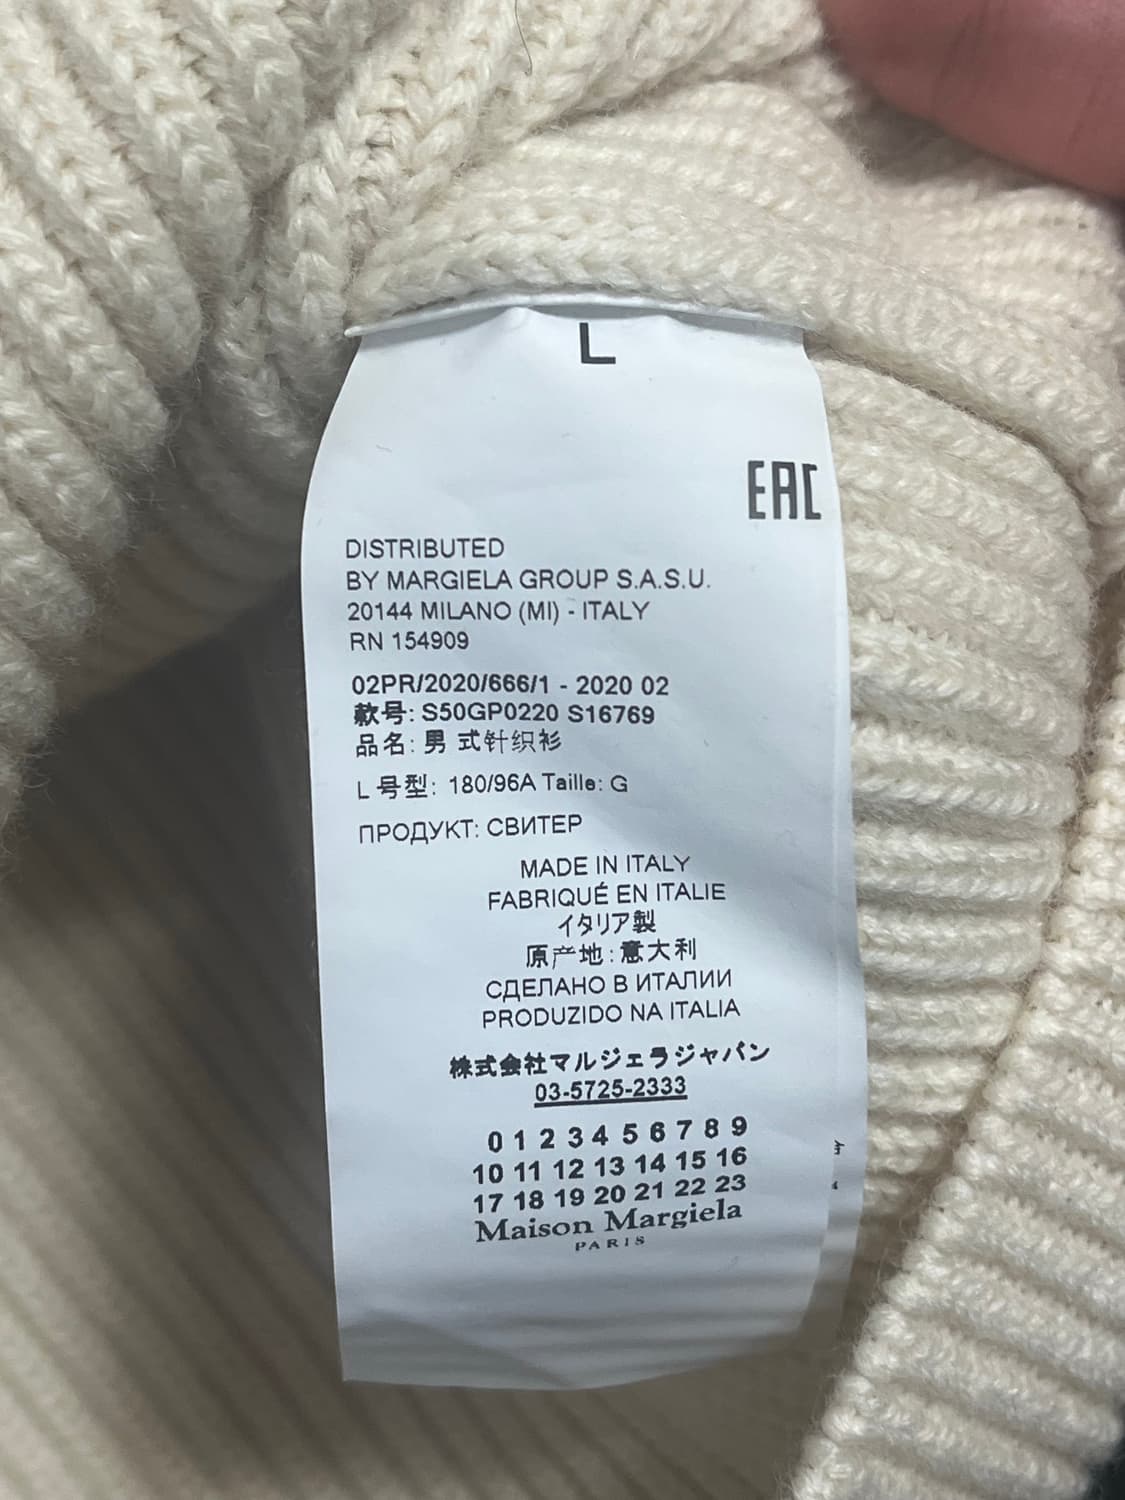 L
EAC
DISTRIBUTED
BY MARGIELA GROUP S.A.S.U.
20144 MILANO (MI) - ITALY
RN 154909
02PR/2020/666/1 - 2020 02
款号: S50GP0220 S16769
品名: 男 式针织衫
L 号型: 180/96A Taille: G
ПРОДУКТ: СВИТЕР
MADE IN ITALY
FABRIQUÉ EN ITALIE
イタリア製
原产地: 意大利
СДЕЛАНО В ИТАЛИИ
PRODUZIDO NA ITALIA
株式会社マルジェラジャパン
03-5725-2333
0 1 2 3 4 5 6 7 8 9
10 11 12 13 14 15 16
17 18 19 20 21 22 23
Maison Margiela
PARIS